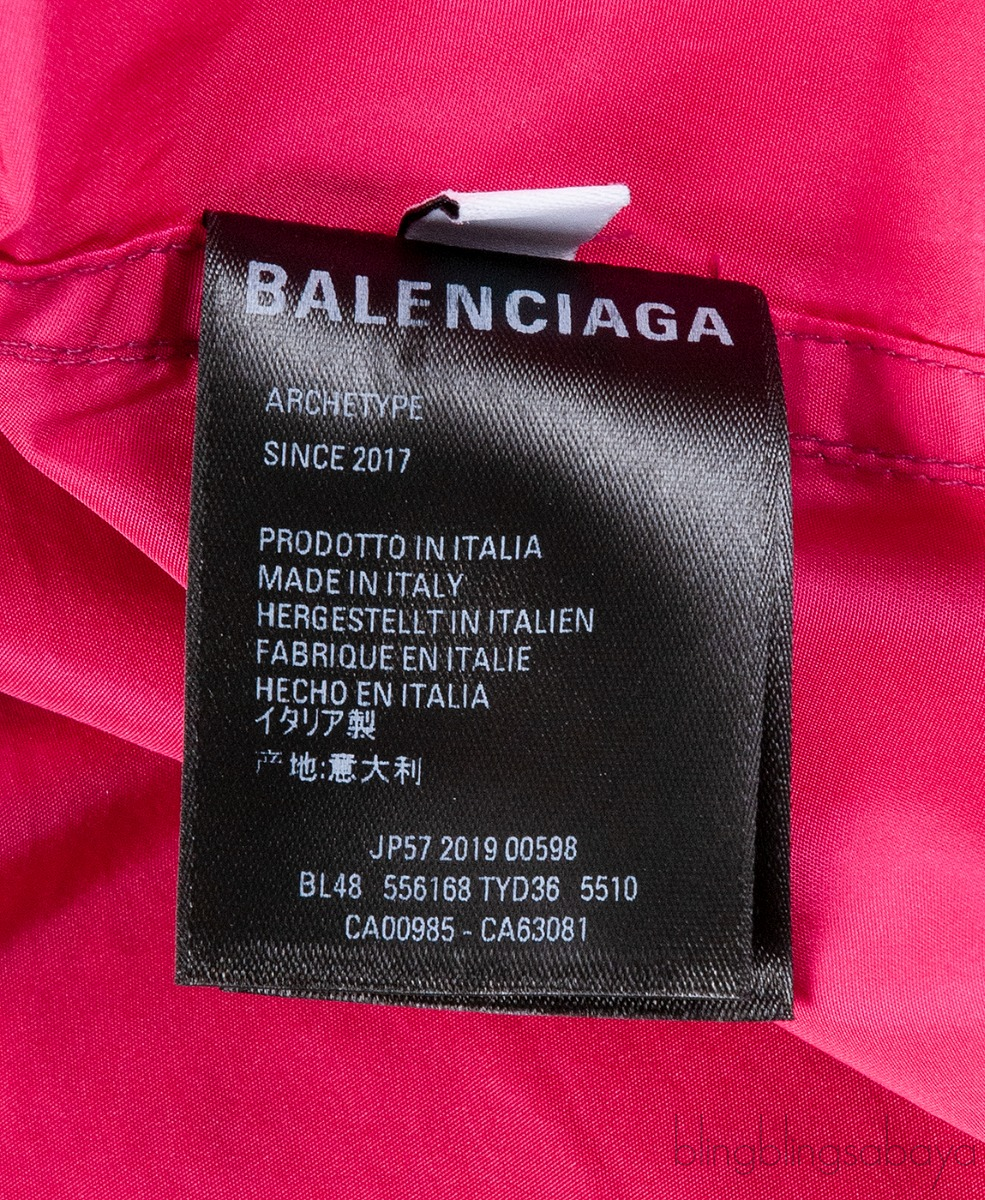 BALENCIAGA
ARCHETYPE
SINCE 2017
PRODOTTO IN ITALIA
MADE IN ITALY
HERGESTELLT IN ITALIEN
FABRIQUE EN ITALIE
HECHO EN ITALIA
イタリア製
产地:意大利
JP57 2019 00598
BL48 556168 TYD36 5510
CA00985 - CA63081
blingblingsabaya